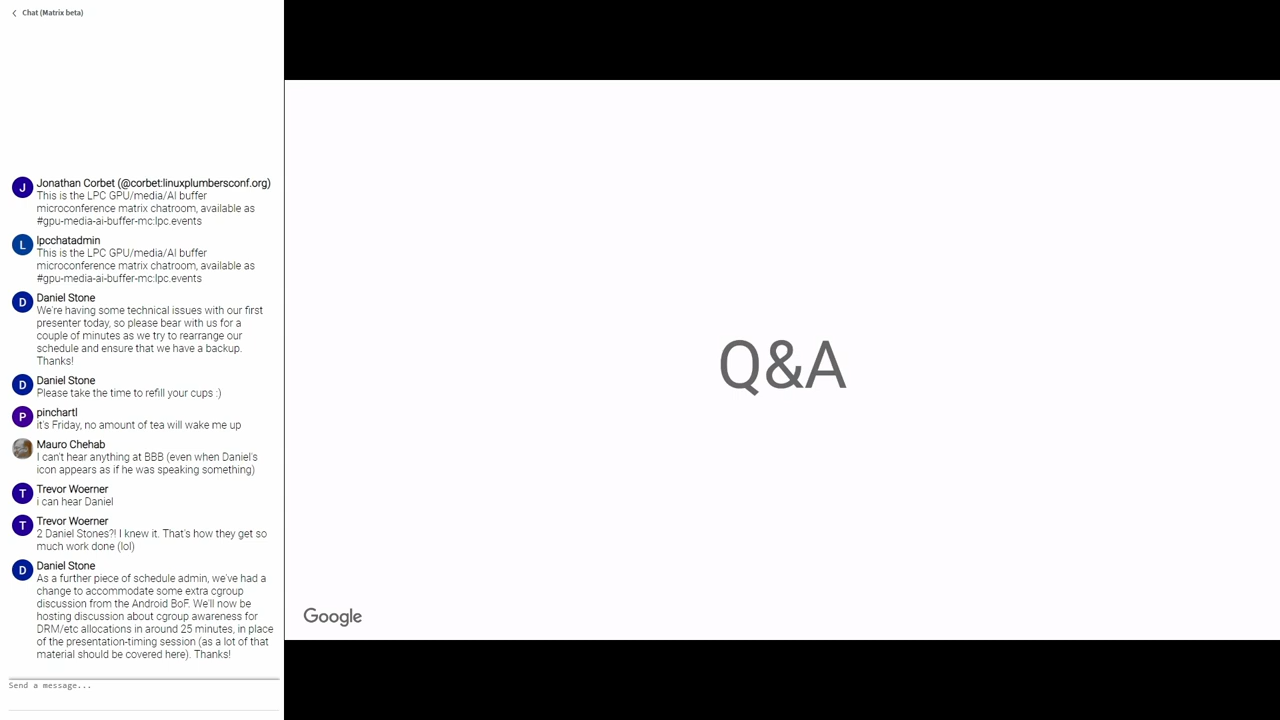 Chat (Matrix beta)
Jonathan Corbet (@corbet:linuxplumbersconf.org)
This is the LPC GPU/media/AI buffer
microconference matrix chatroom, available as
#gpu-media-ai-buffer-mc:lpc.events
lpcchatadmin
This is the LPC GPU/media/AI buffer
microconference matrix chatroom, available as
#gpu-media-ai-buffer-mc:lpc.events
Daniel Stone
We're having some technical issues with our first
presenter today, so please bear with us for a
couple of minutes as we try to rearrange our
schedule and ensure that we have a backup.
Thanks!
Daniel Stone
Please take the time to refill your cups :)
pinchartl
it's Friday, no amount of tea will wake me up
Mauro Chehab
I can't hear anything at BBB (even when Daniel's
icon appears as if he was speaking something)
Trevor Woerner
i can hear Daniel
Trevor Woerner
2 Daniel Stones?! I knew it. That's how they get so
much work done (lol)
Daniel Stone
As a further piece of schedule admin, we've had a
change to accommodate some extra cgroup
discussion from the Android BoF. We'll now be
hosting discussion about cgroup awareness for
DRM/etc allocations in around 25 minutes, in place
of the presentation-timing session (as a lot of that
material should be covered here). Thanks!
Send a message...
J
L
D
D
P
T
T
D
Q&A
Google